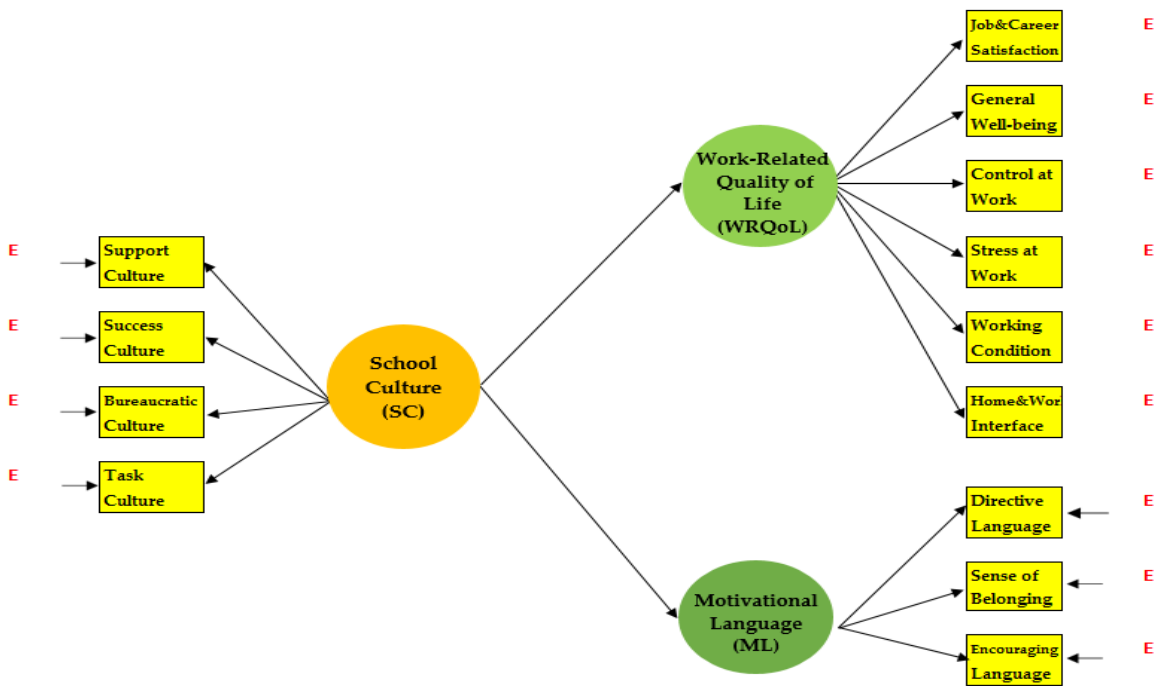 Job&Career
Satisfaction
E
General
Well-being
E
Work-Related
Quality of
Life
(WRQoL)
Control at
Work
E
E
Support
Culture
Stress at
Work
E
E
Success
Culture
Working
Condition
E
School
Culture
(SC)
E
Bureaucratic
Culture
Home&Wor
Interface
E
E
Task
Culture
Directive
Language
E
Motivational
Language
(ML)
Sense of
Belonging
E
Encouraging
Language
E